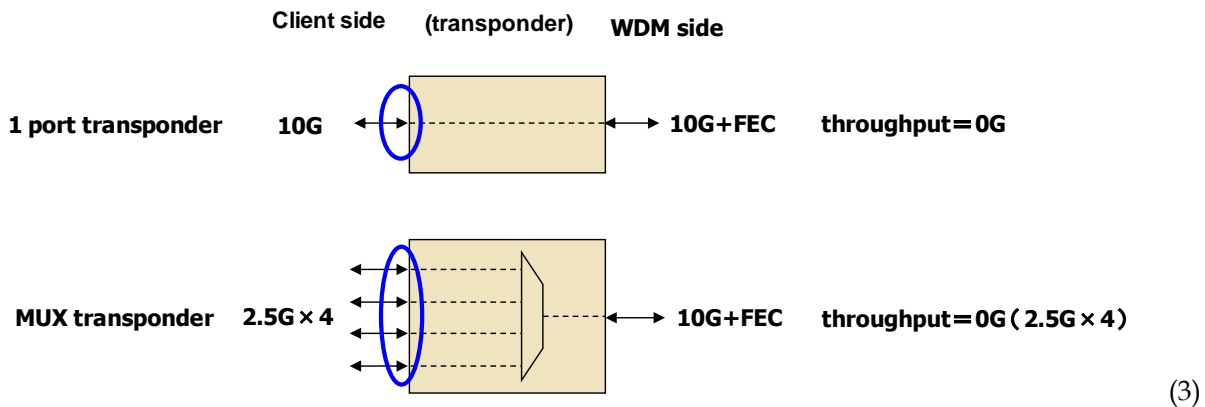 Client side (transponder) WDM side
1 port transponder 10G 10G+FEC throughput=0G
MUX transponder 2.5G×4 10G+FEC throughput=0G(2.5G×4)
(3)